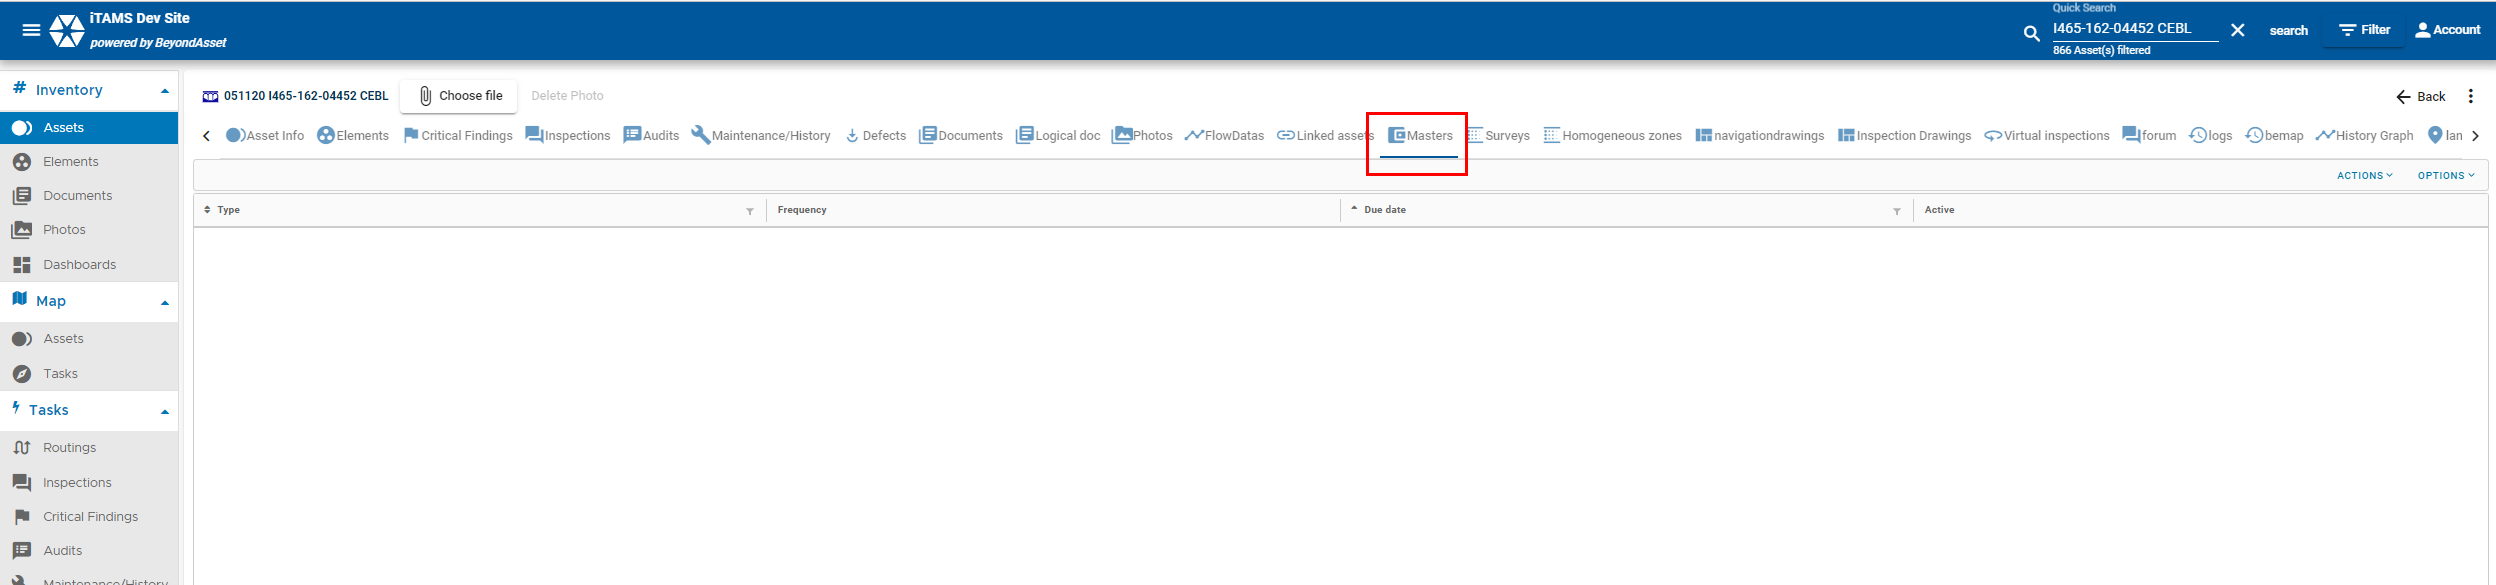 iTAMS Dev Site
powered by BeyondAsset
Quick Search
I465-162-04452 CEBL
866 Asset(s) filtered
search
Filter
Account
# Inventory
Assets
Elements
Documents
Photos
Dashboards
Map
Assets
Tasks
Tasks
Routings
Inspections
Critical Findings
Audits
Maintenance/History
051120 I465-162-04452 CEBL
Choose file
Delete Photo
Back
Asset Info Elements Critical Findings Inspections Audits Maintenance/History Defects Documents Logical doc Photos FlowDatas Linked assets Masters Surveys Homogeneous zones navigationdrawings Inspection Drawings Virtual inspections forum logs bemap History Graph lan
ACTIONS OPTIONS
Type Frequency Due date Active